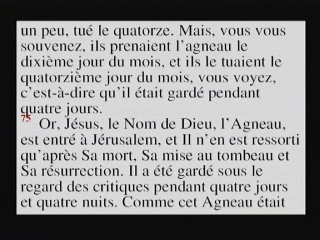 un peu, tué le quatorze. Mais, vous vous
souvenez, ils prenaient l'agneau le
dixième jour du mois, et ils le tuaient le
quatorzième jour du mois, vous voyez,
c'est-à-dire qu'il était gardé pendant
quatre jours.
75 Or, Jésus, le Nom de Dieu, l'Agneau,
est entré à Jérusalem, et Il n'en est ressorti
qu'après Sa mort, Sa mise au tombeau et
Sa résurrection. Il a été gardé sous le
regard des critiques pendant quatre jours
et quatre nuits. Comme cet Agneau était